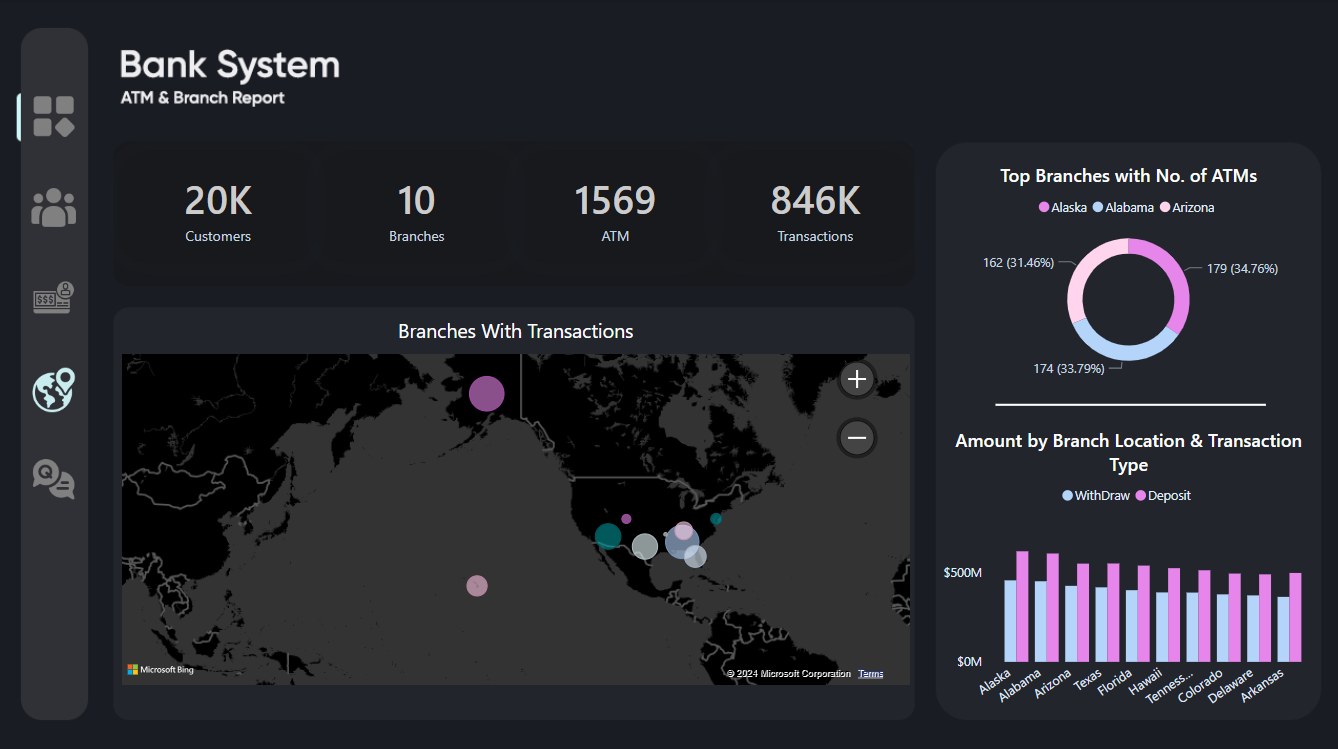 Bank System
ATM & Branch Report
20K
Customers
10
Branches
1569
ATM
846K
Transactions
Branches With Transactions
Microsoft Bing
© 2024 Microsoft Corporation Terms
Top Branches with No. of ATMs
Alaska Alabama Arizona
162 (31.46%)
179 (34.76%)
174 (33.79%)
Amount by Branch Location & Transaction
Type
WithDraw Deposit
$500M
$0M
Alaska
Alabama
Arizona
Texas
Florida
Hawaii
Tenness...
Colorado
Delaware
Arkansas
$$$
Q